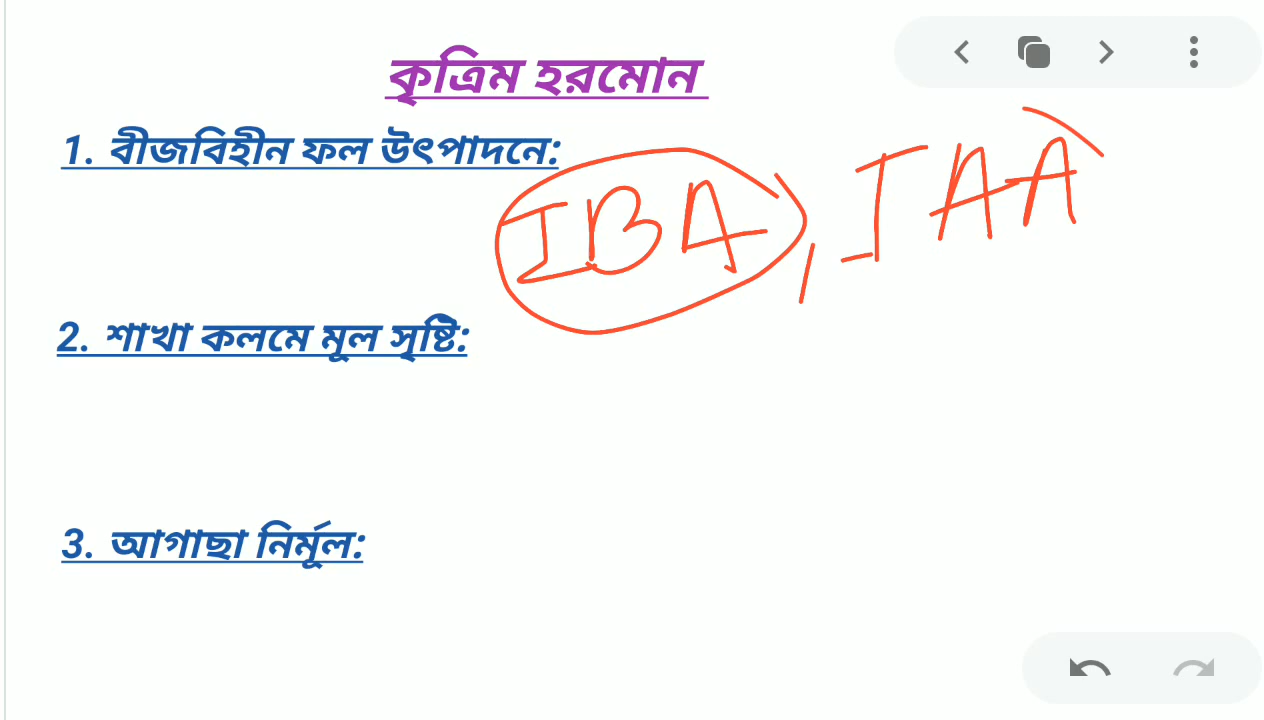 কৃত্রিম হরমোন
1. বীজবিহীন ফল উৎপাদনে:
IBA, IAA
2. শাখা কলমে মূল সৃষ্টি:
3. আগাছা নির্মূল: